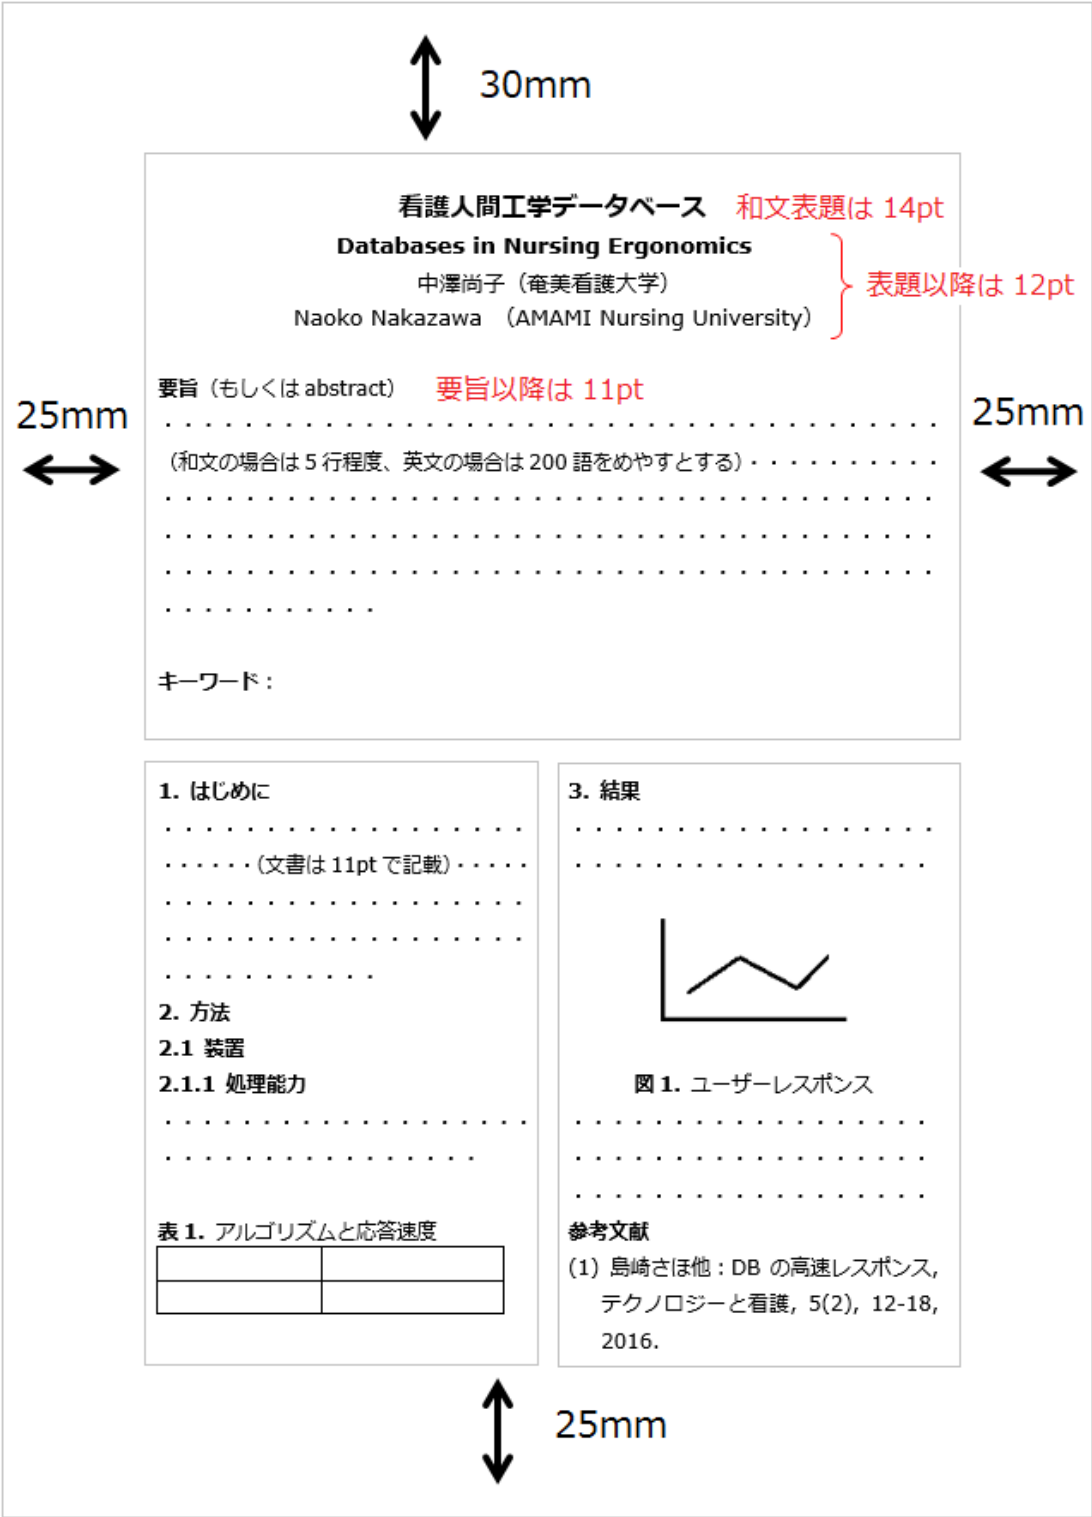 30mm
看護人間工学データベース 和文表題は 14pt
Databases in Nursing Ergonomics
中澤尚子（奄美看護大学）
表題以降は 12pt
Naoko Nakazawa （AMAMI Nursing University）
要旨（もしくは abstract） 要旨以降は 11pt
25mm
25mm
・・・・・・・・・・・・・・・・・・・・・・・・・・・・・・・・・・・・・・
（和文の場合は 5 行程度、英文の場合は 200 語をめやすとする）・・・・・・・・・・
・・・・・・・・・・・・・・・・・・・・・・・・・・・・・・・・・・・・・・
・・・・・・・・・・・・・・・・・・・・・・・・・・・・・・・・・・・・・・
・・・・・・・・・・・・・・・・・・・・・・・・・・・・・・・・・・・・・・
・・・・・・・・・・・
キーワード：
1. はじめに
・・・・・・・・・・・・・・・・・・
・・・・・・（文書は 11pt で記載）・・・・・
・・・・・・・・・・・・・・・・・・
・・・・・・・・・・・・・・・・・・
・・・・・・・・・・・
2. 方法
2.1 装置
2.1.1 処理能力
・・・・・・・・・・・・・・・・・・・
・・・・・・・・・・・・・・・・
表 1. アルゴリズムと応答速度
3. 結果
・・・・・・・・・・・・・・・・・・
・・・・・・・・・・・・・・・・・・
図 1. ユーザーレスポンス
・・・・・・・・・・・・・・・・・・
・・・・・・・・・・・・・・・・・・
・・・・・・・・・・・・・・・・・・
参考文献
(1) 島崎さほ他：DB の高速レスポンス,
テクノロジーと看護, 5(2), 12-18,
2016.
25mm